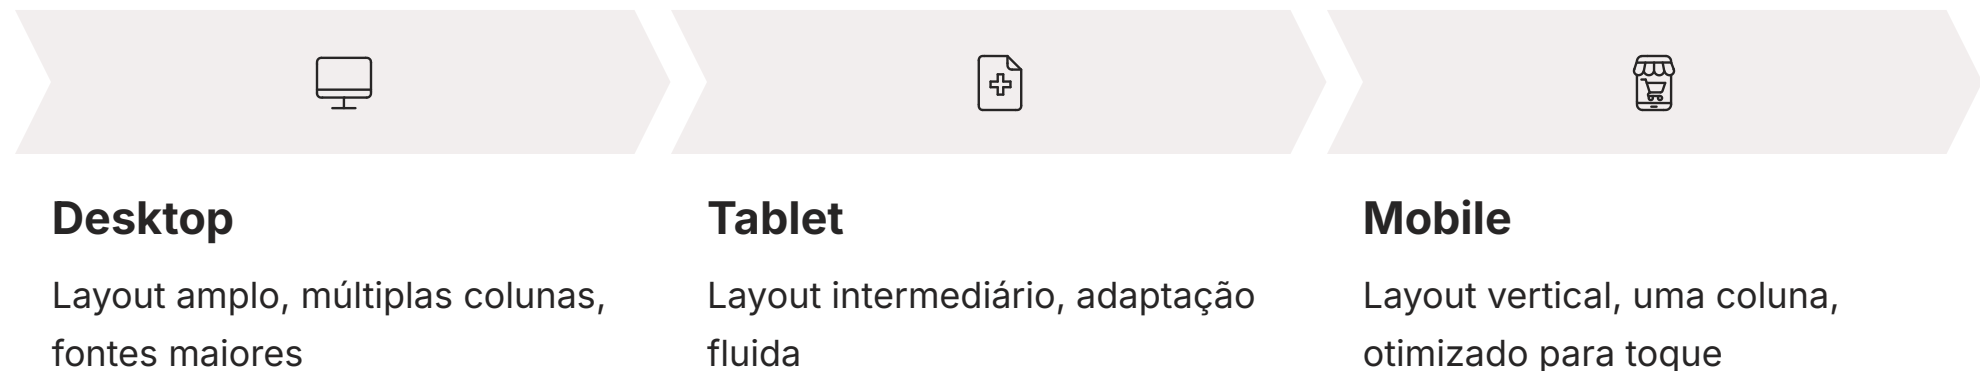 Desktop
Layout amplo, múltiplas colunas,
fontes maiores
Tablet
Layout intermediário, adaptação
fluida
Mobile
Layout vertical, uma coluna,
otimizado para toque